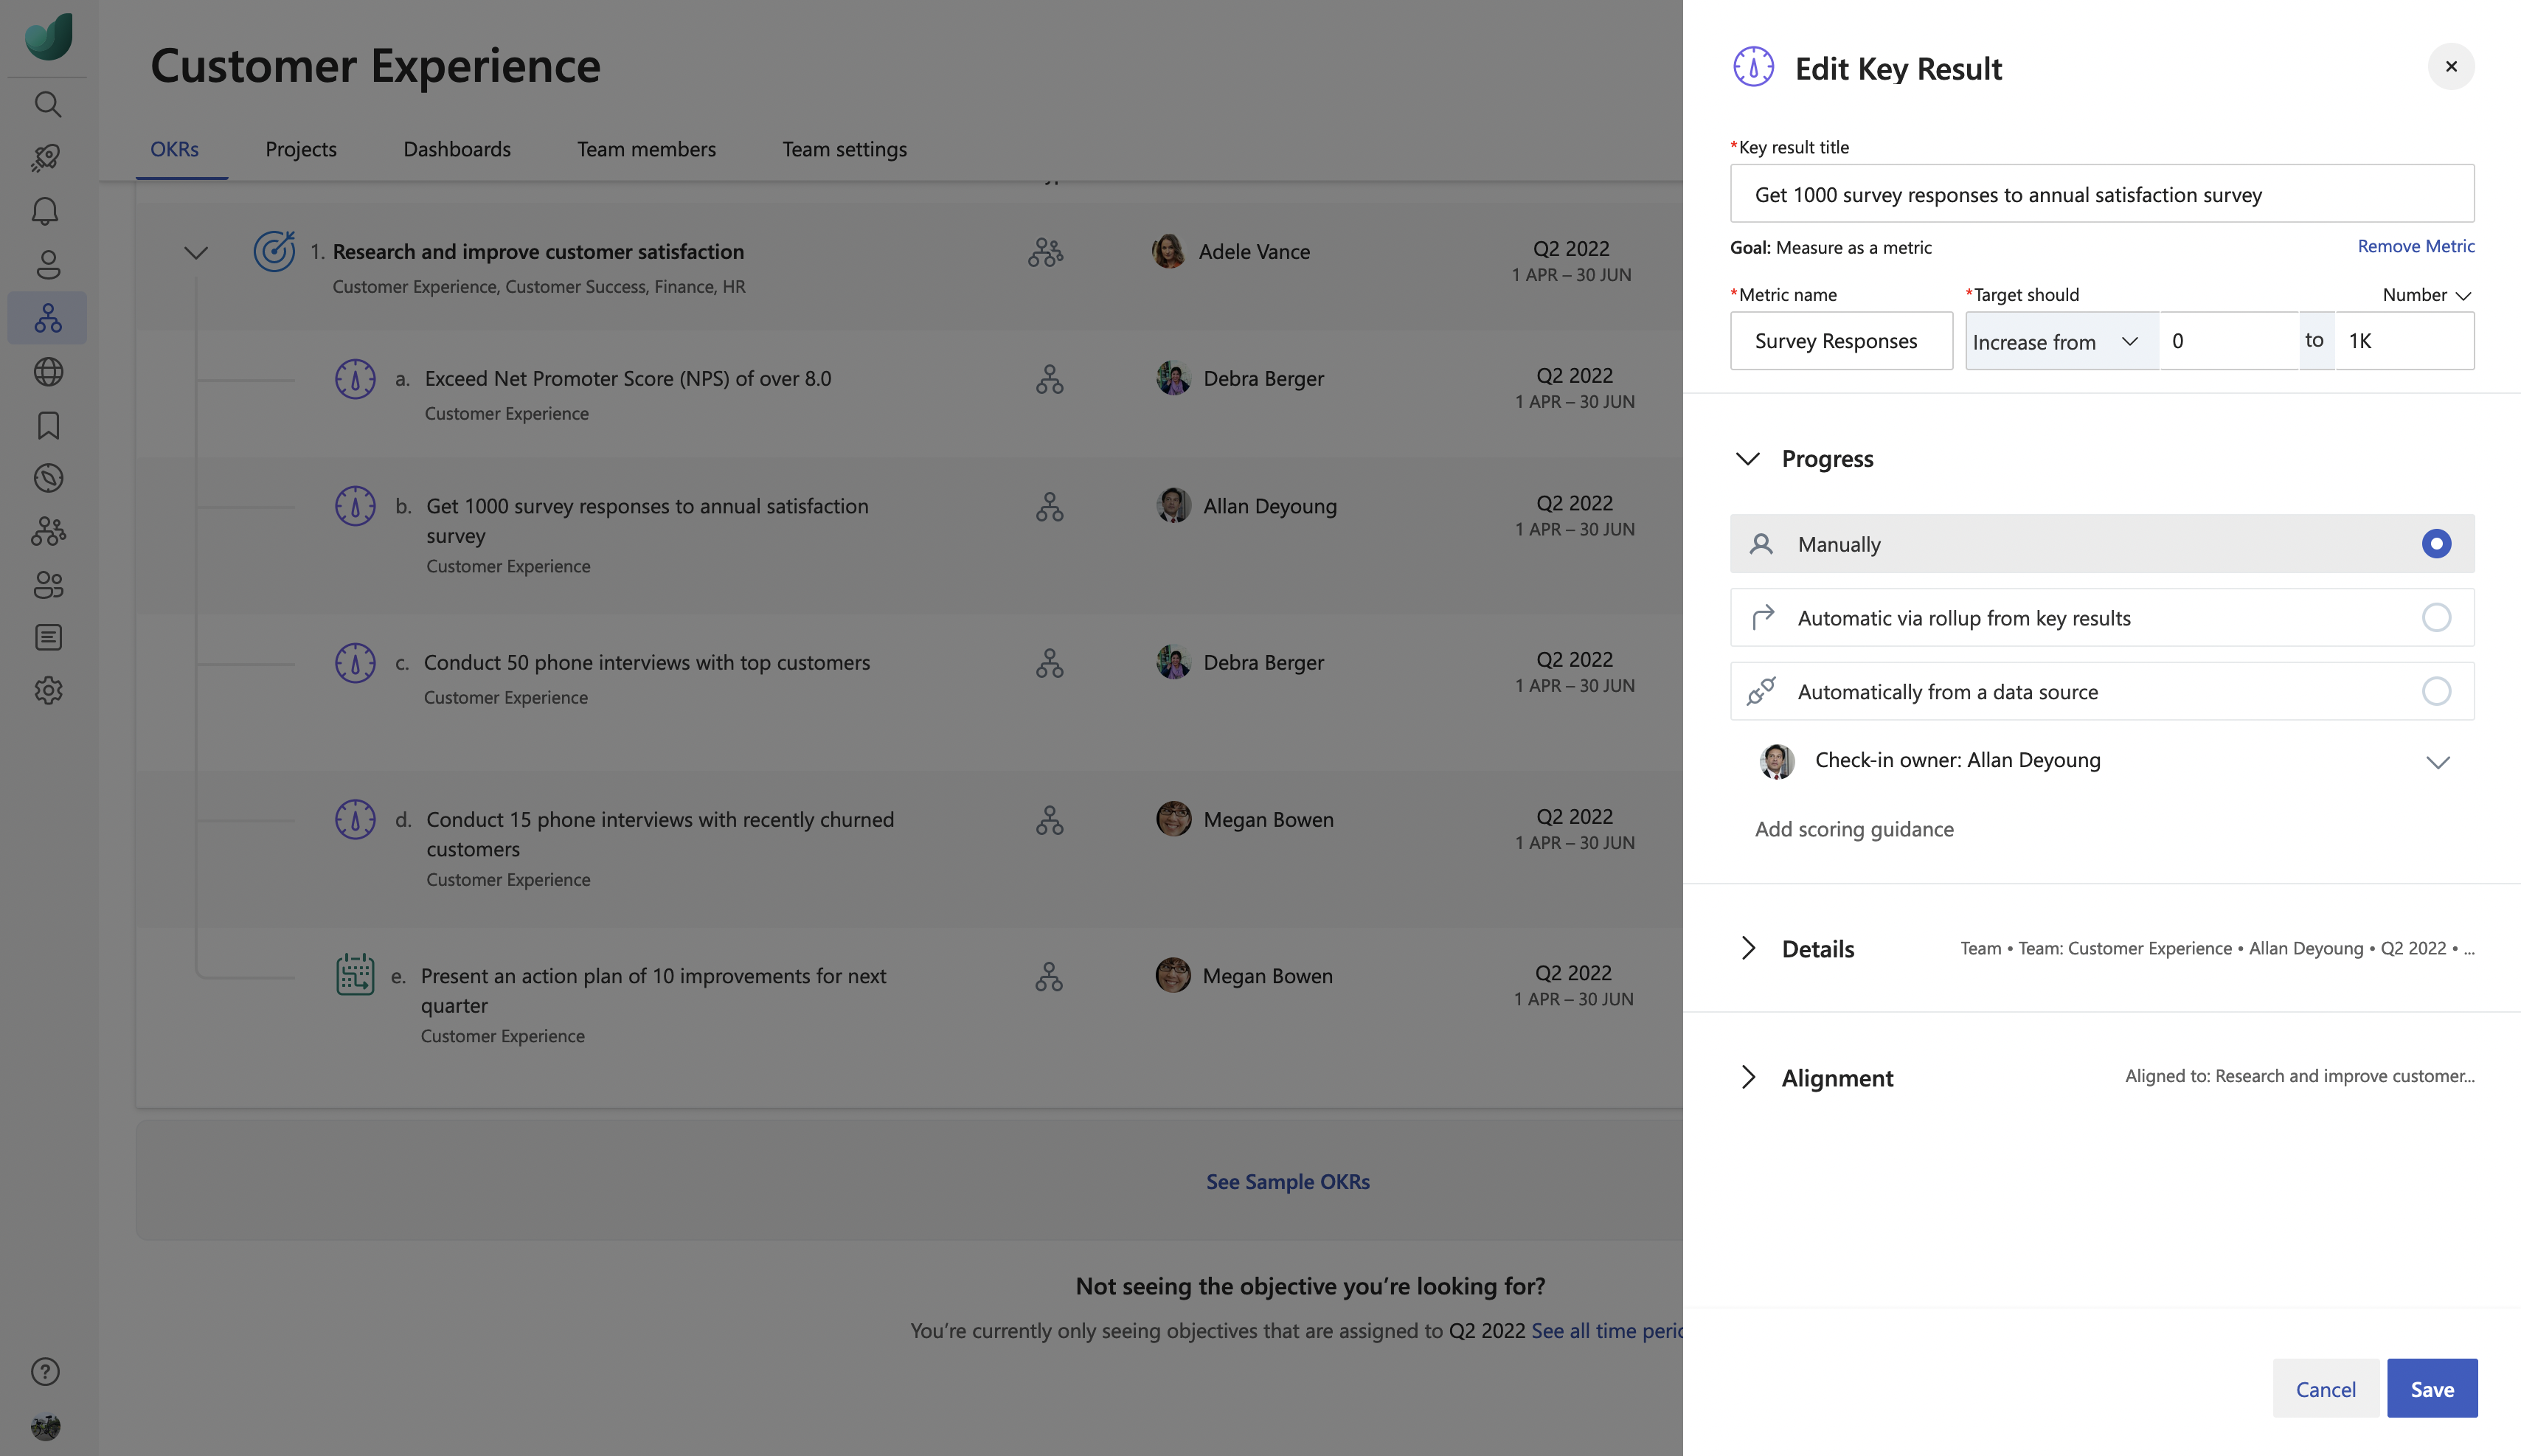 Customer Experience
OKRs
Projects
Dashboards
Team members
Team settings
1. Research and improve customer satisfaction
Customer Experience, Customer Success, Finance, HR
Adele Vance
Q2 2022
1 APR – 30 JUN
a. Exceed Net Promoter Score (NPS) of over 8.0
Customer Experience
Debra Berger
Q2 2022
1 APR – 30 JUN
b. Get 1000 survey responses to annual satisfaction
survey
Customer Experience
Allan Deyoung
Q2 2022
1 APR – 30 JUN
c. Conduct 50 phone interviews with top customers
Customer Experience
Debra Berger
Q2 2022
1 APR – 30 JUN
d. Conduct 15 phone interviews with recently churned
customers
Customer Experience
Megan Bowen
Q2 2022
1 APR – 30 JUN
e. Present an action plan of 10 improvements for next
quarter
Customer Experience
Megan Bowen
Q2 2022
1 APR – 30 JUN
See Sample OKRs
Not seeing the objective you’re looking for?
You’re currently only seeing objectives that are assigned to Q2 2022 See all time
Edit Key Result
*Key result title
Get 1000 survey responses to annual satisfaction survey
Goal: Measure as a metric
Remove Metric
*Metric name
*Target should
Number
Survey Responses
Increase from
0
to
1K
Progress
Manually
Automatic via rollup from key results
Automatically from a data source
Check-in owner: Allan Deyoung
Add scoring guidance
Details
Team • Team: Customer Experience • Allan Deyoung • Q2 2022 • ...
Alignment
Aligned to: Research and improve customer...
Cancel
Save